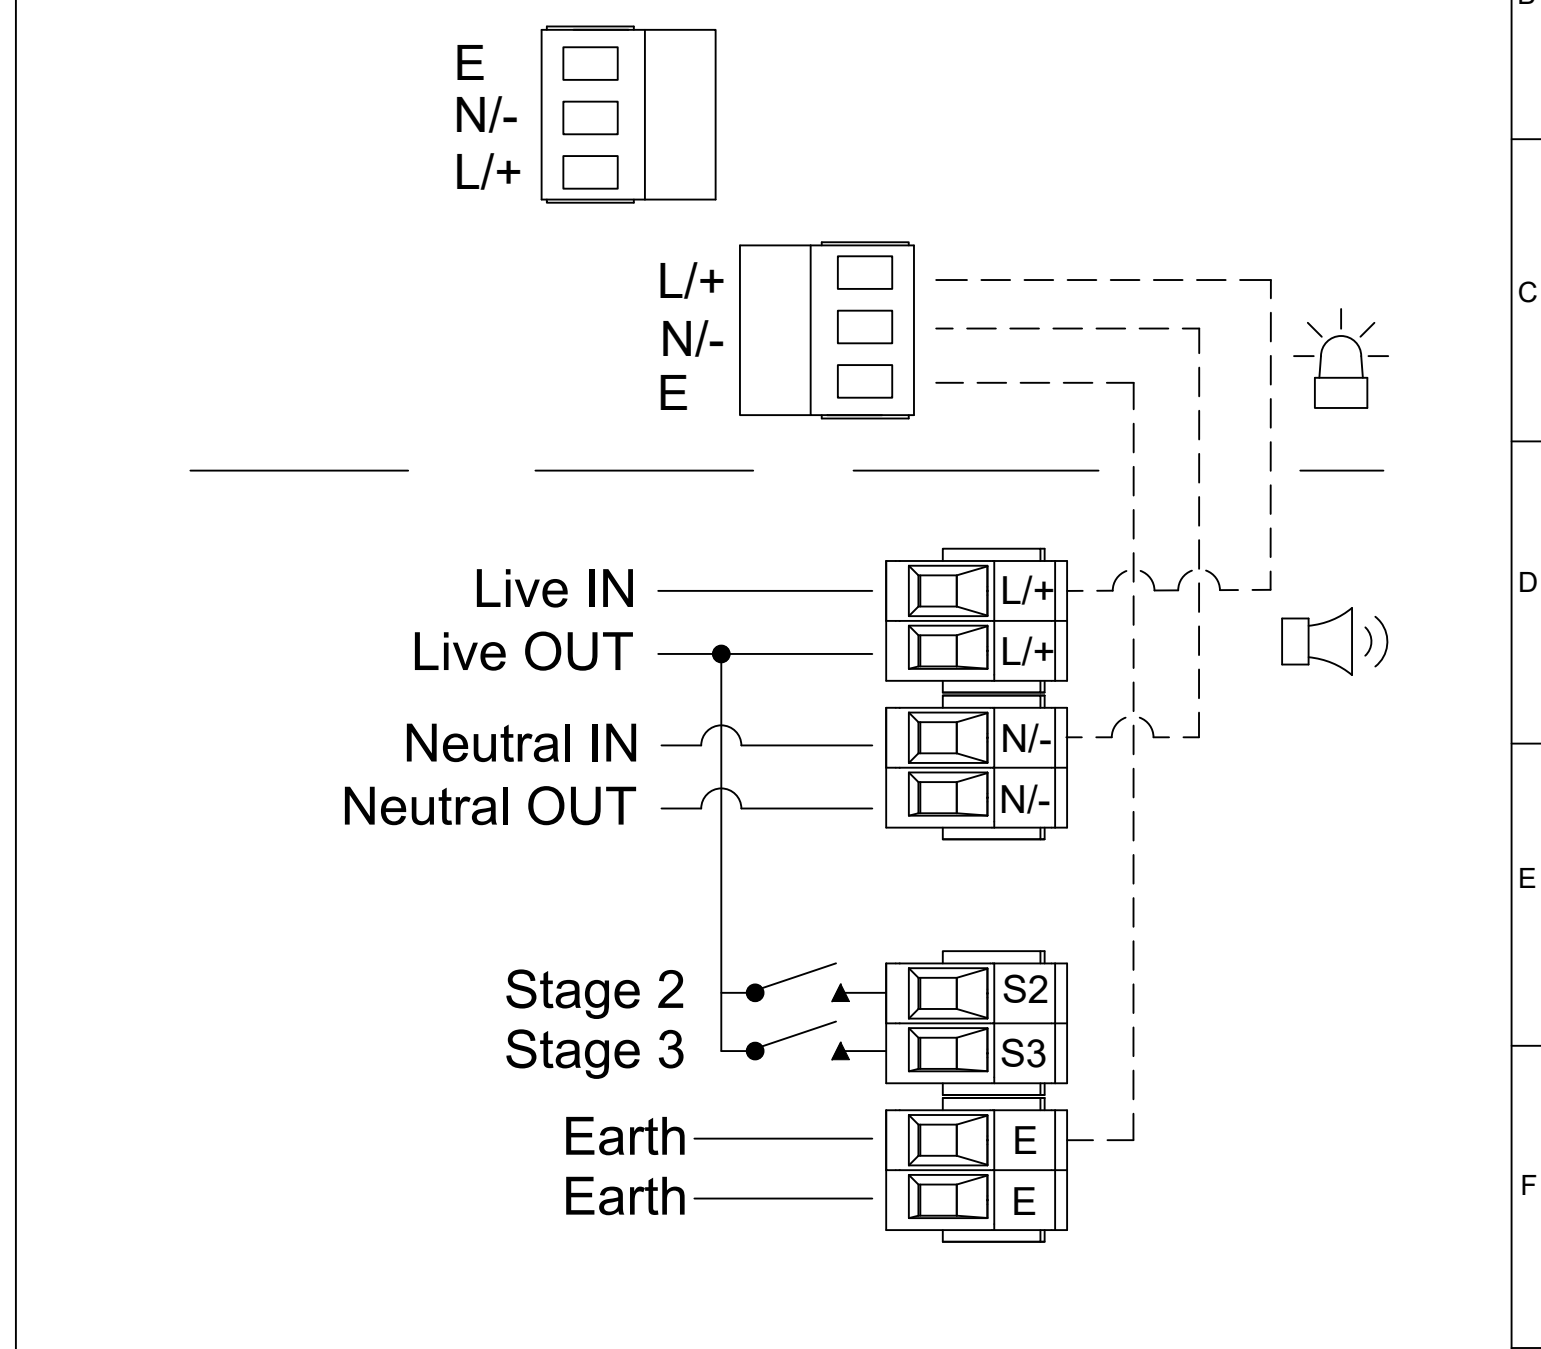 E
N/-
L/+
L/+
N/-
E
C
Live IN
L/+
D
Live OUT
L/+
Neutral IN
N/-
Neutral OUT
N/-
E
Stage 2
S2
Stage 3
S3
Earth
E
Earth
E
F